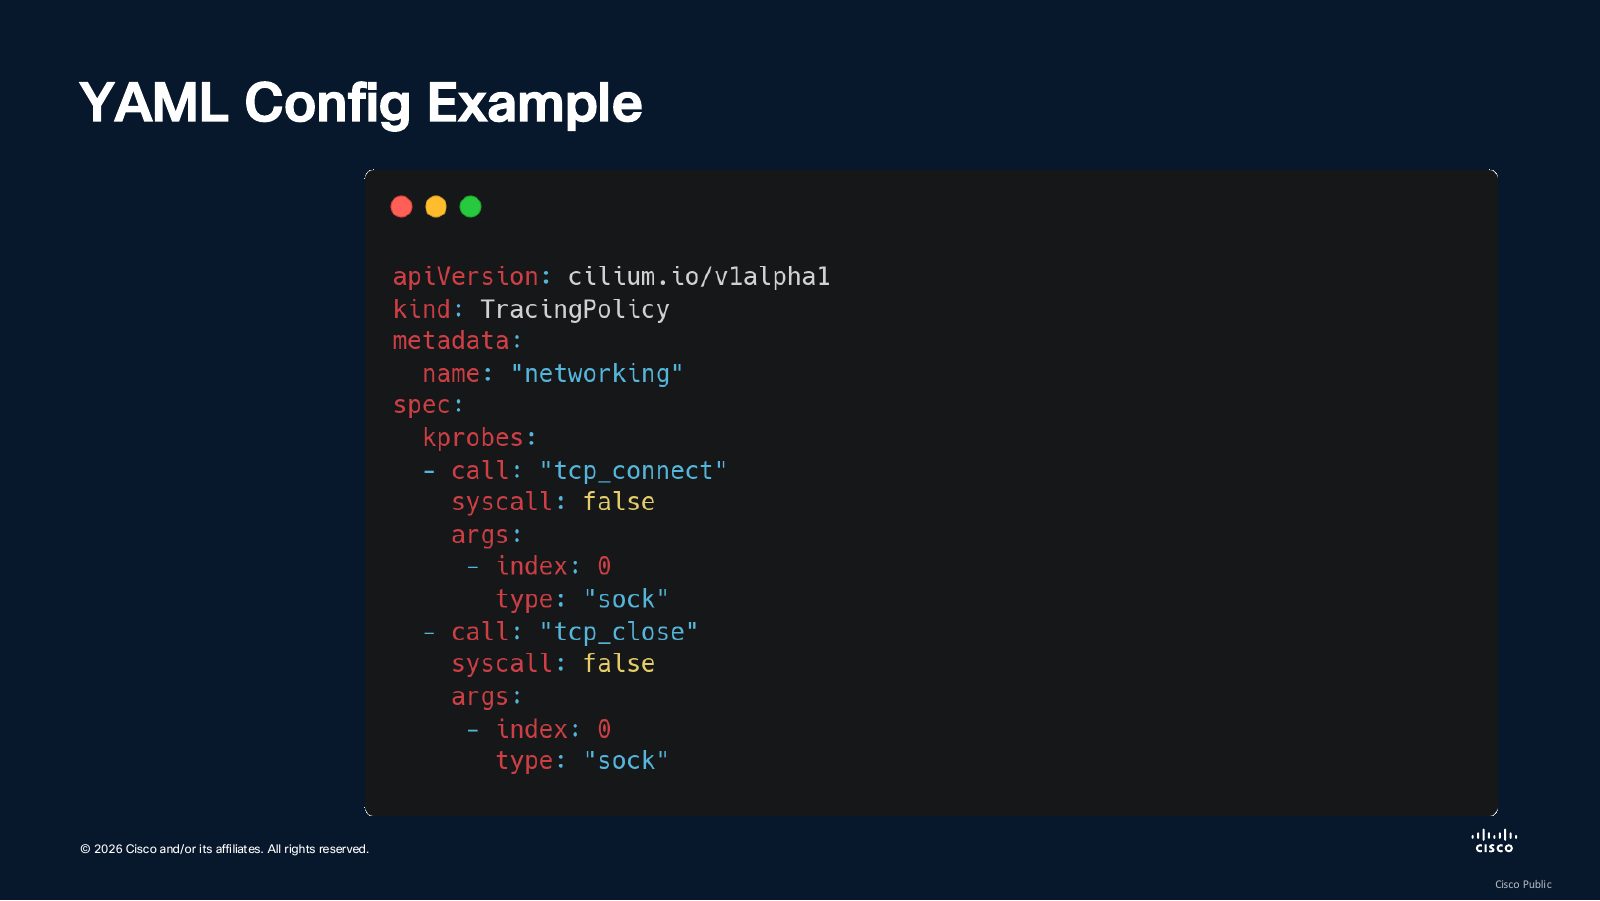 YAML Config Example
apiVersion: cilium.io/v1alpha1
kind: TracingPolicy
metadata:
  name: "networking"
spec:
  kprobes:
  - call: "tcp_connect"
    syscall: false
    args:
     - index: 0
       type: "sock"
  - call: "tcp_close"
    syscall: false
    args:
     - index: 0
       type: "sock"
© 2026 Cisco and/or its affiliates. All rights reserved.
CISCO
Cisco Public